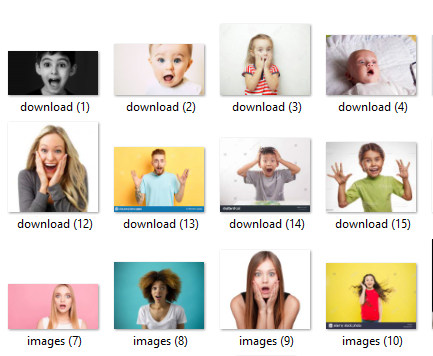 download (1)
download (2)
download (3)
download (4)
download (12)
download (13)
download (14)
download (15)
images (7)
images (8)
images (9)
images (10)